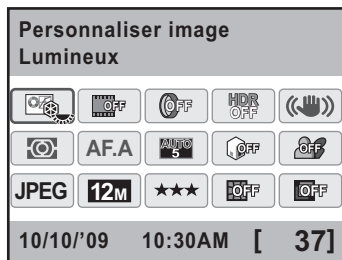 Personnaliser image
Lumineux
OFF OFF HDR OFF
AF.A AUTO 5 OFF OFF
JPEG 12M ★★★ OFF OFF
10/10/'09 10:30AM [ 37]